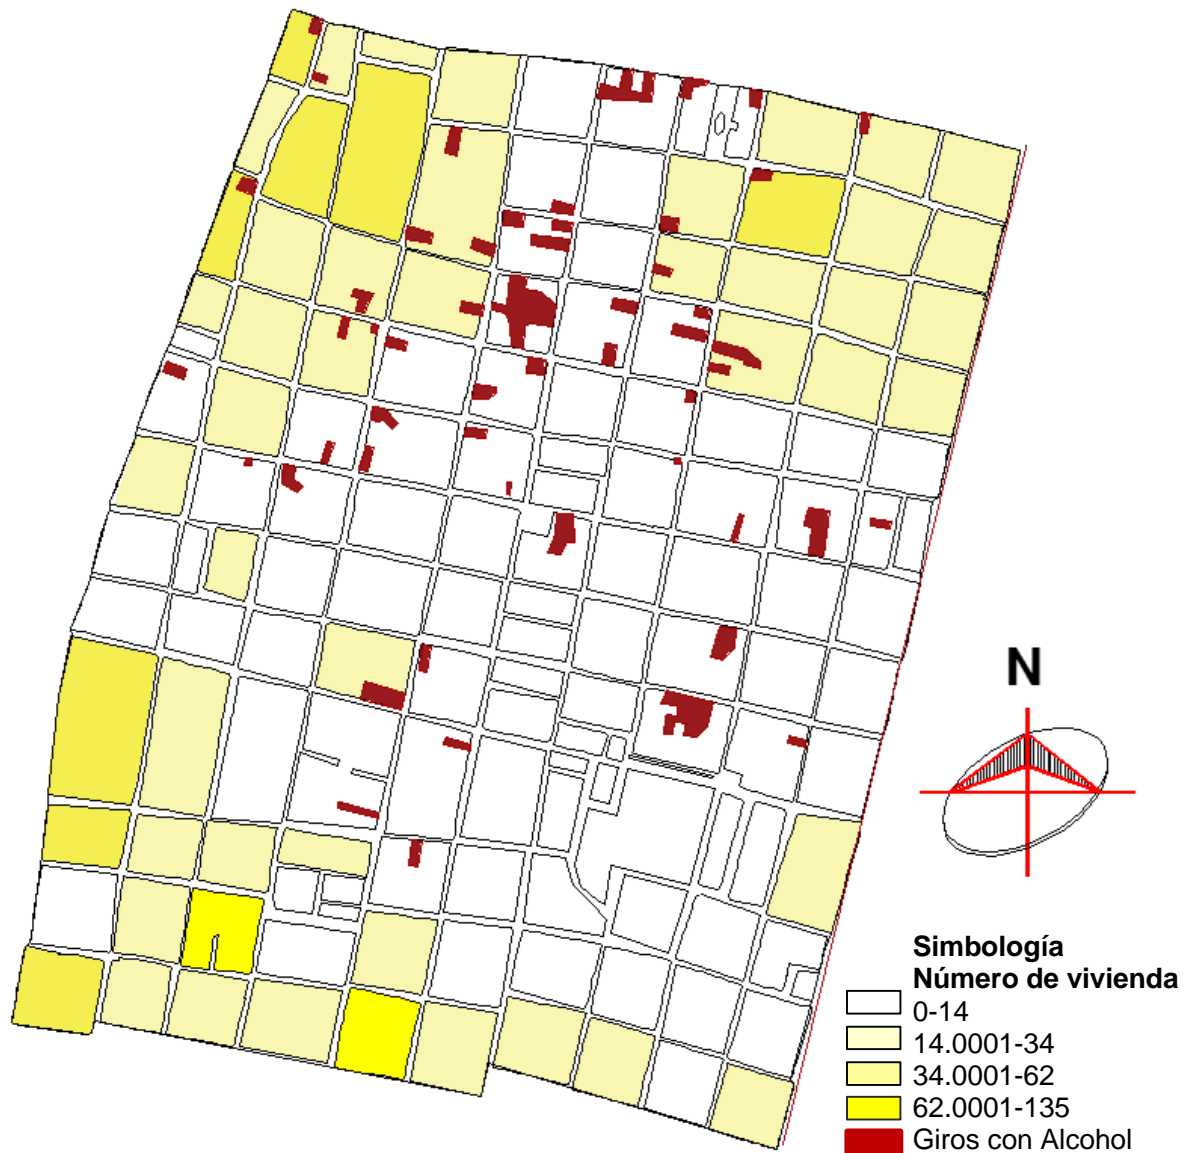 N
Simbología
Número de vivienda
0-14
14.0001-34
34.0001-62
62.0001-135
Giros con Alcohol